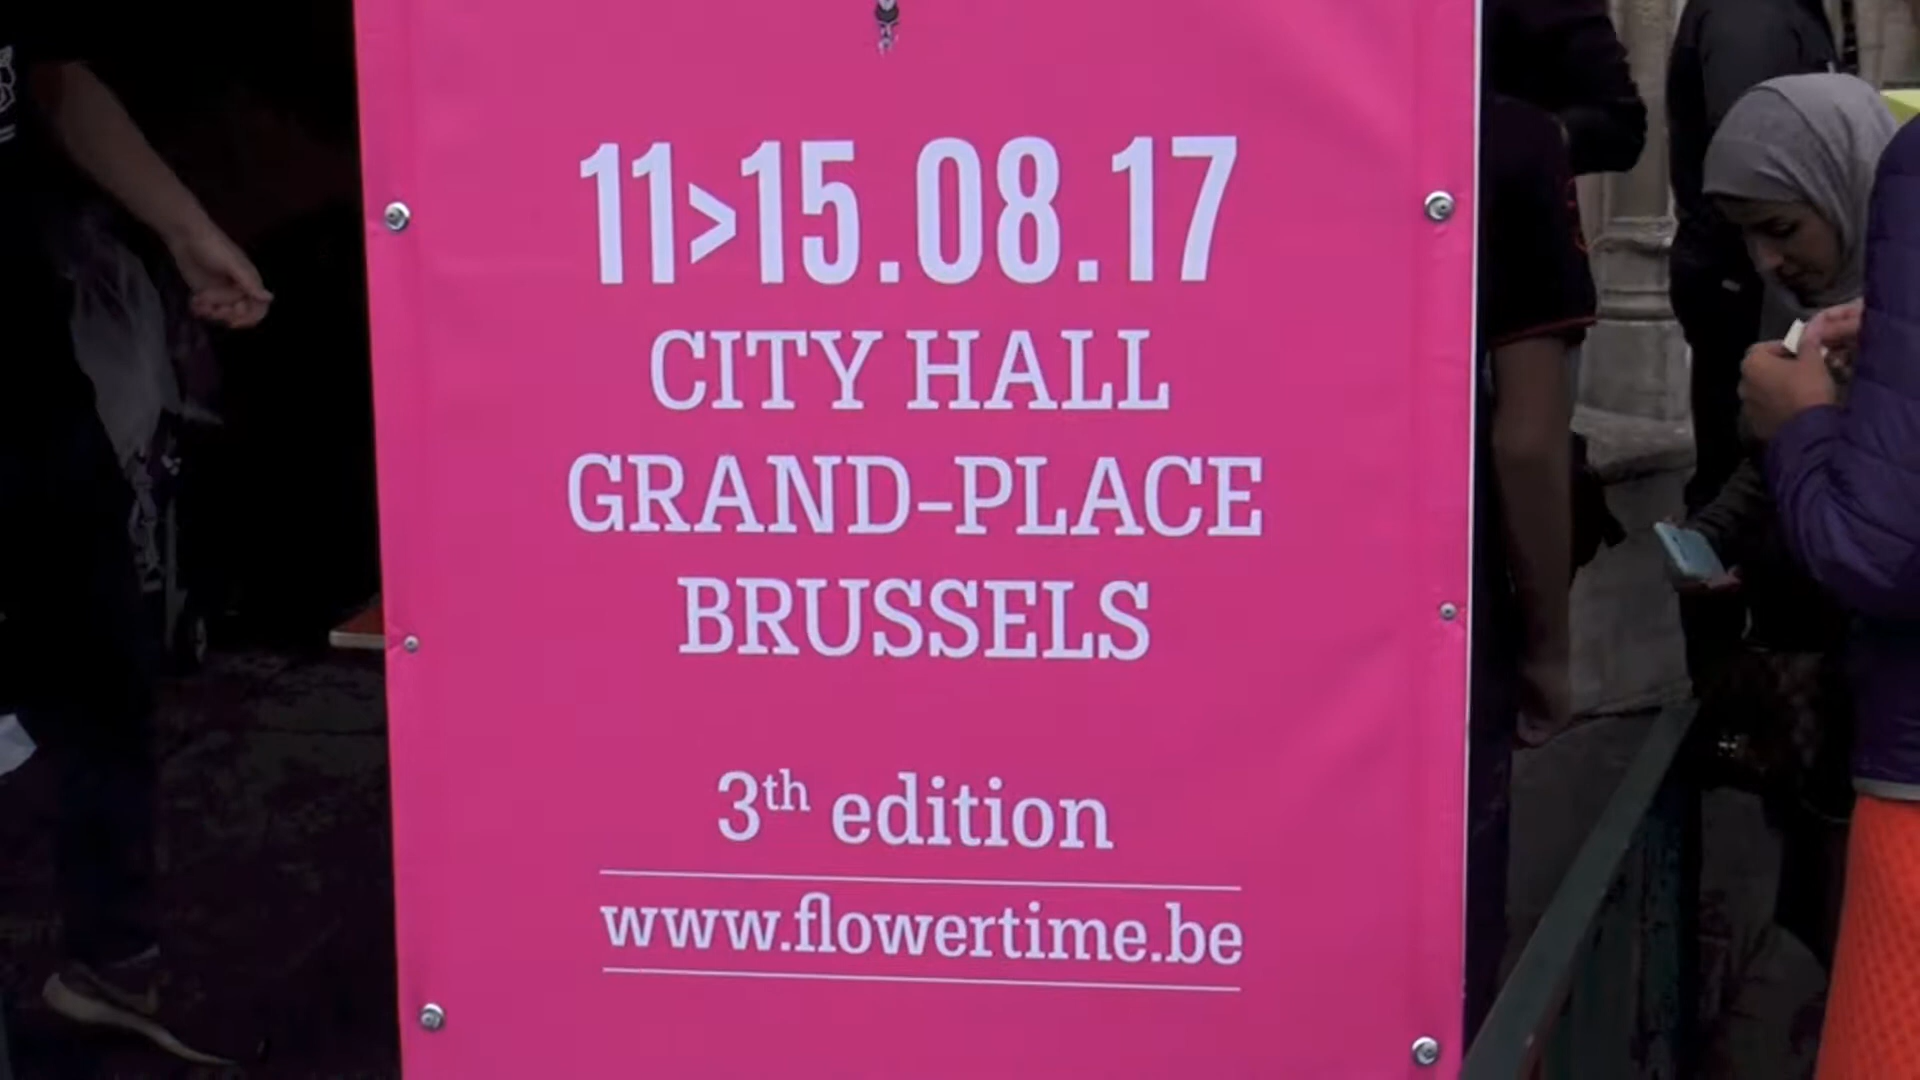 11>15.08.17
CITY HALL
GRAND-PLACE
BRUSSELS
3th edition
www.flowertime.be